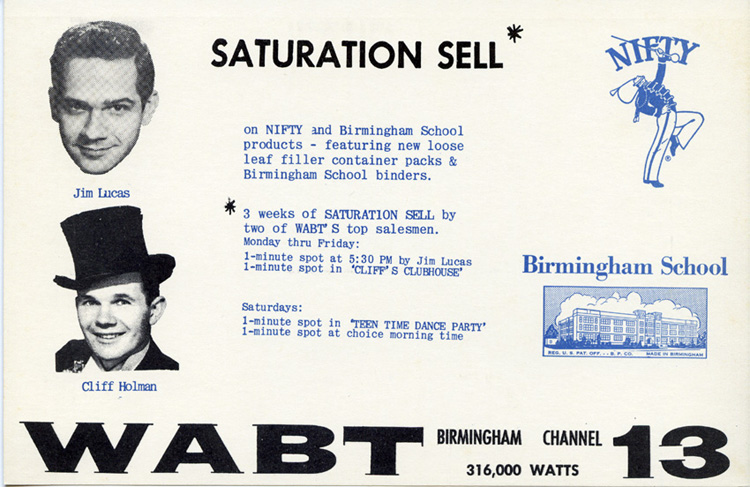 SATURATION SELL*
NIFTY
®
on NIFTY and Birmingham School
products - featuring new loose
leaf filler container packs &
Birmingham School binders.
Jim Lucas
* 3 weeks of SATURATION SELL by
two of WABT'S top salesmen.
Monday thru Friday:
1-minute spot at 5:30 PM by Jim Lucas
1-minute spot in 'CLIFF'S CLUBHOUSE'
Birmingham School
Saturdays:
1-minute spot in 'TEEN TIME DANCE PARTY'
1-minute spot at choice morning time
REG. U. S. PAT. OFF. - - S. P. CO. MADE IN BIRMINGHAM
Cliff Holman
WABT BIRMINGHAM CHANNEL 13
316,000 WATTS